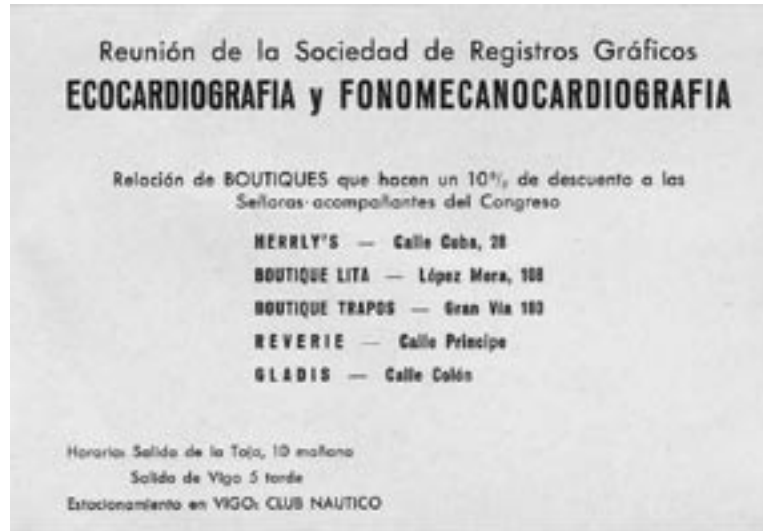 Reunión de la Sociedad de Registros Gráficos
ECOCARDIOGRAFIA y FONOMECANOCARDIOGRAFIA
Relación de BOUTIQUES que hacen un 10% de descuento a las
Señoras acompañantes del Congreso
HERRLY'S — Calle Cuba, 28
BOUTIQUE LITA — López Mora, 108
BOUTIQUE TRAPOS — Gran Vía
REVERIE — Calle Príncipe
GLADIS — Calle Colón
Horario: Salida de la Toja, 10 mañana
Salida de Vigo 5 tarde
Estacionamiento en VIGO: CLUB NAUTICO